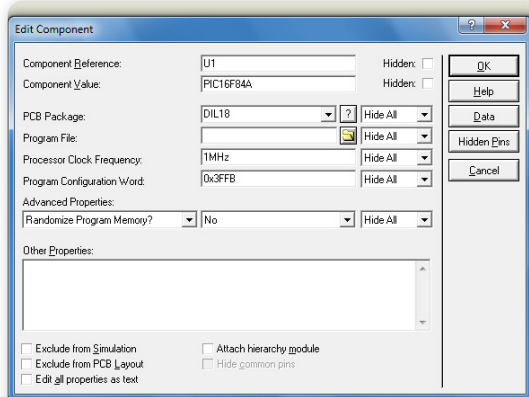 Edit Component
? X
Component Reference: U1 Hidden: OK
Component Value: PIC16F84A Hidden: Help
PCB Package: DIL18 ? Hide All Data
Program File: Hide All Hidden Pins
Processor Clock Frequency: 1MHz Hide All Cancel
Program Configuration Word: 0x3FFB Hide All
Advanced Properties:
Randomize Program Memory? No Hide All
Other Properties:
Exclude from Simulation Attach hierarchy module
Exclude from PCB Layout Hide common pins
Edit all properties as text